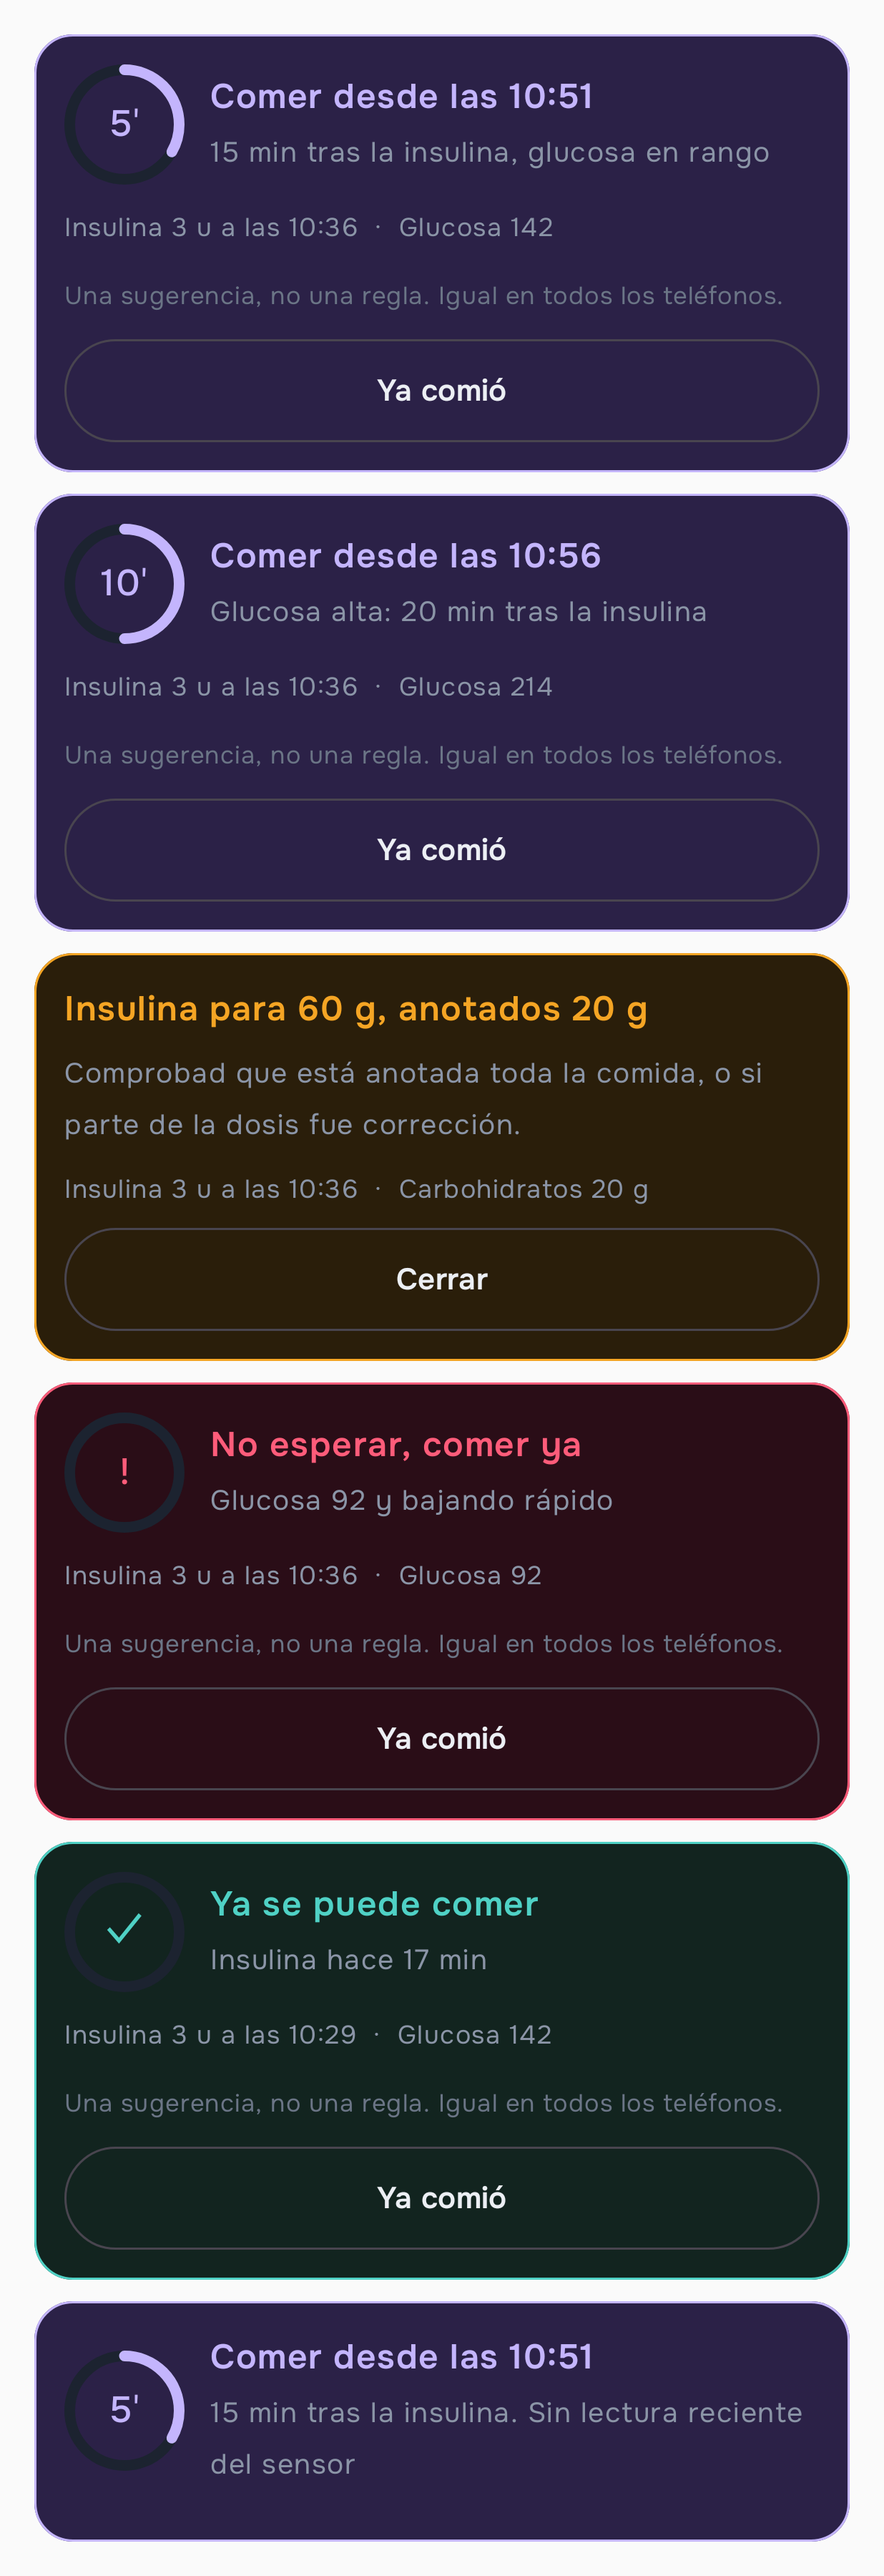 5'
Comer desde las 10:51
15 min tras la insulina, glucosa en rango
Insulina 3 u a las 10:36 · Glucosa 142
Una sugerencia, no una regla. Igual en todos los teléfonos.
Ya comió
10'
Comer desde las 10:56
Glucosa alta: 20 min tras la insulina
Insulina 3 u a las 10:36 · Glucosa 214
Una sugerencia, no una regla. Igual en todos los teléfonos.
Ya comió
Insulina para 60 g, anotados 20 g
Comprobad que está anotada toda la comida, o si
parte de la dosis fue corrección.
Insulina 3 u a las 10:36 · Carbohidratos 20 g
Cerrar
!
No esperar, comer ya
Glucosa 92 y bajando rápido
Insulina 3 u a las 10:36 · Glucosa 92
Una sugerencia, no una regla. Igual en todos los teléfonos.
Ya comió
Ya se puede comer
Insulina hace 17 min
Insulina 3 u a las 10:29 · Glucosa 142
Una sugerencia, no una regla. Igual en todos los teléfonos.
Ya comió
5'
Comer desde las 10:51
15 min tras la insulina. Sin lectura reciente
del sensor